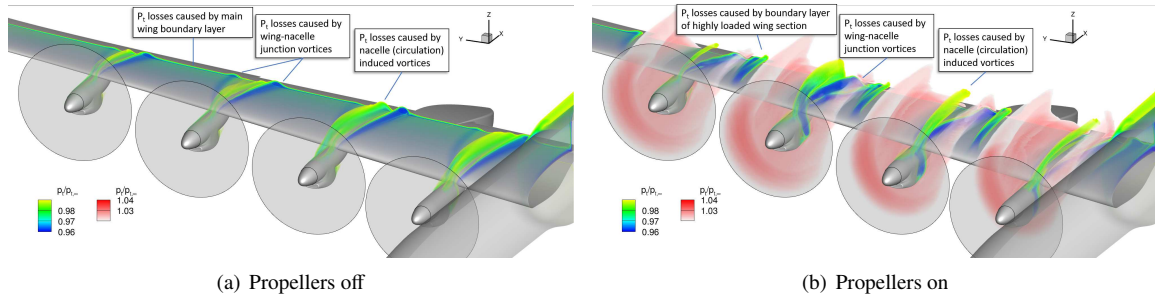 Pt losses caused by main
wing boundary layer
Pt losses caused by
wing-nacelle
junction vortices
Pt losses caused by
nacelle (circulation)
induced vortices
Z
Y
X
pt/pt,∞
0.98
0.97
0.96
pt/pt,∞
1.04
1.03
(a) Propellers off
Pt losses caused by boundary layer
of highly loaded wing section
Pt losses caused by
wing-nacelle
junction vortices
Pt losses caused by
nacelle (circulation)
induced vortices
Z
Y
X
pt/pt,∞
0.98
0.97
0.96
pt/pt,∞
1.04
1.03
(b) Propellers on